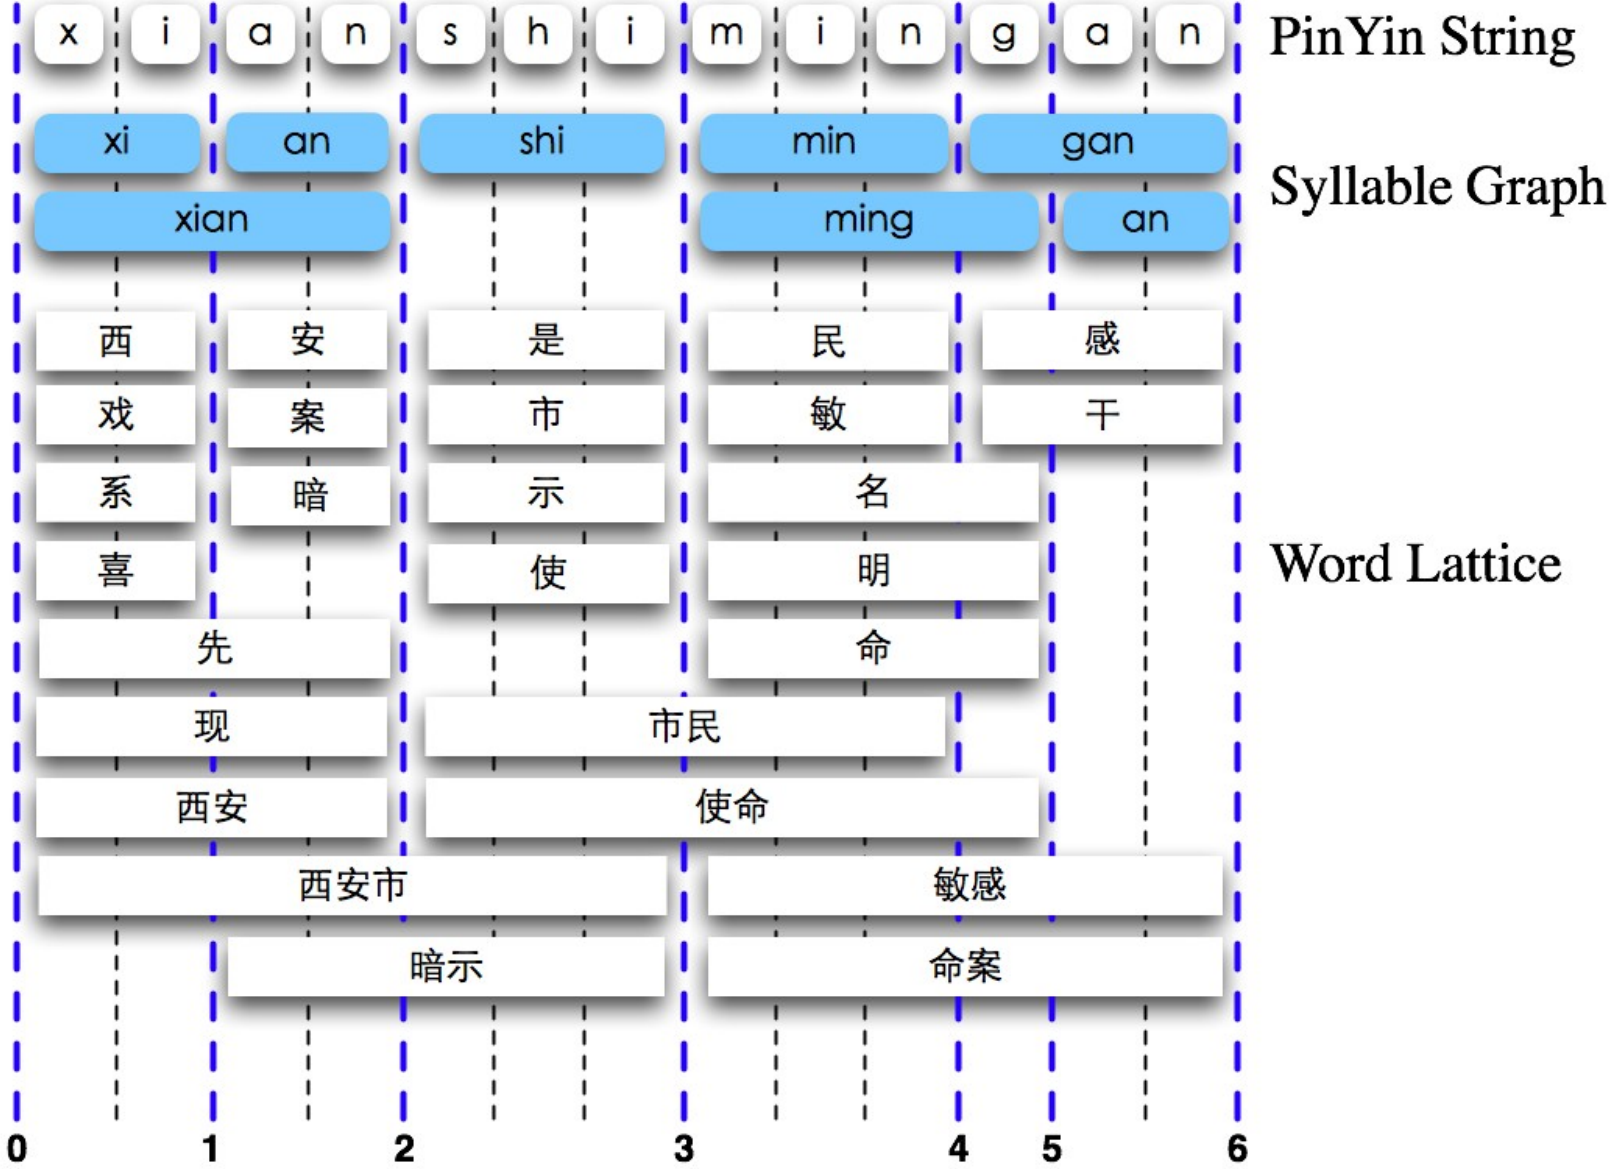 x i a n s h i m i n g a n PinYin String
xi an shi min gan
Syllable Graph
xian ming an
西 安 是 民 感
戏 案 市 敏 干
系 暗 示 名
喜 使 明 Word Lattice
先 命
现 市民
西安 使命
西安市 敏感
暗示 命案
0 1 2 3 4 5 6